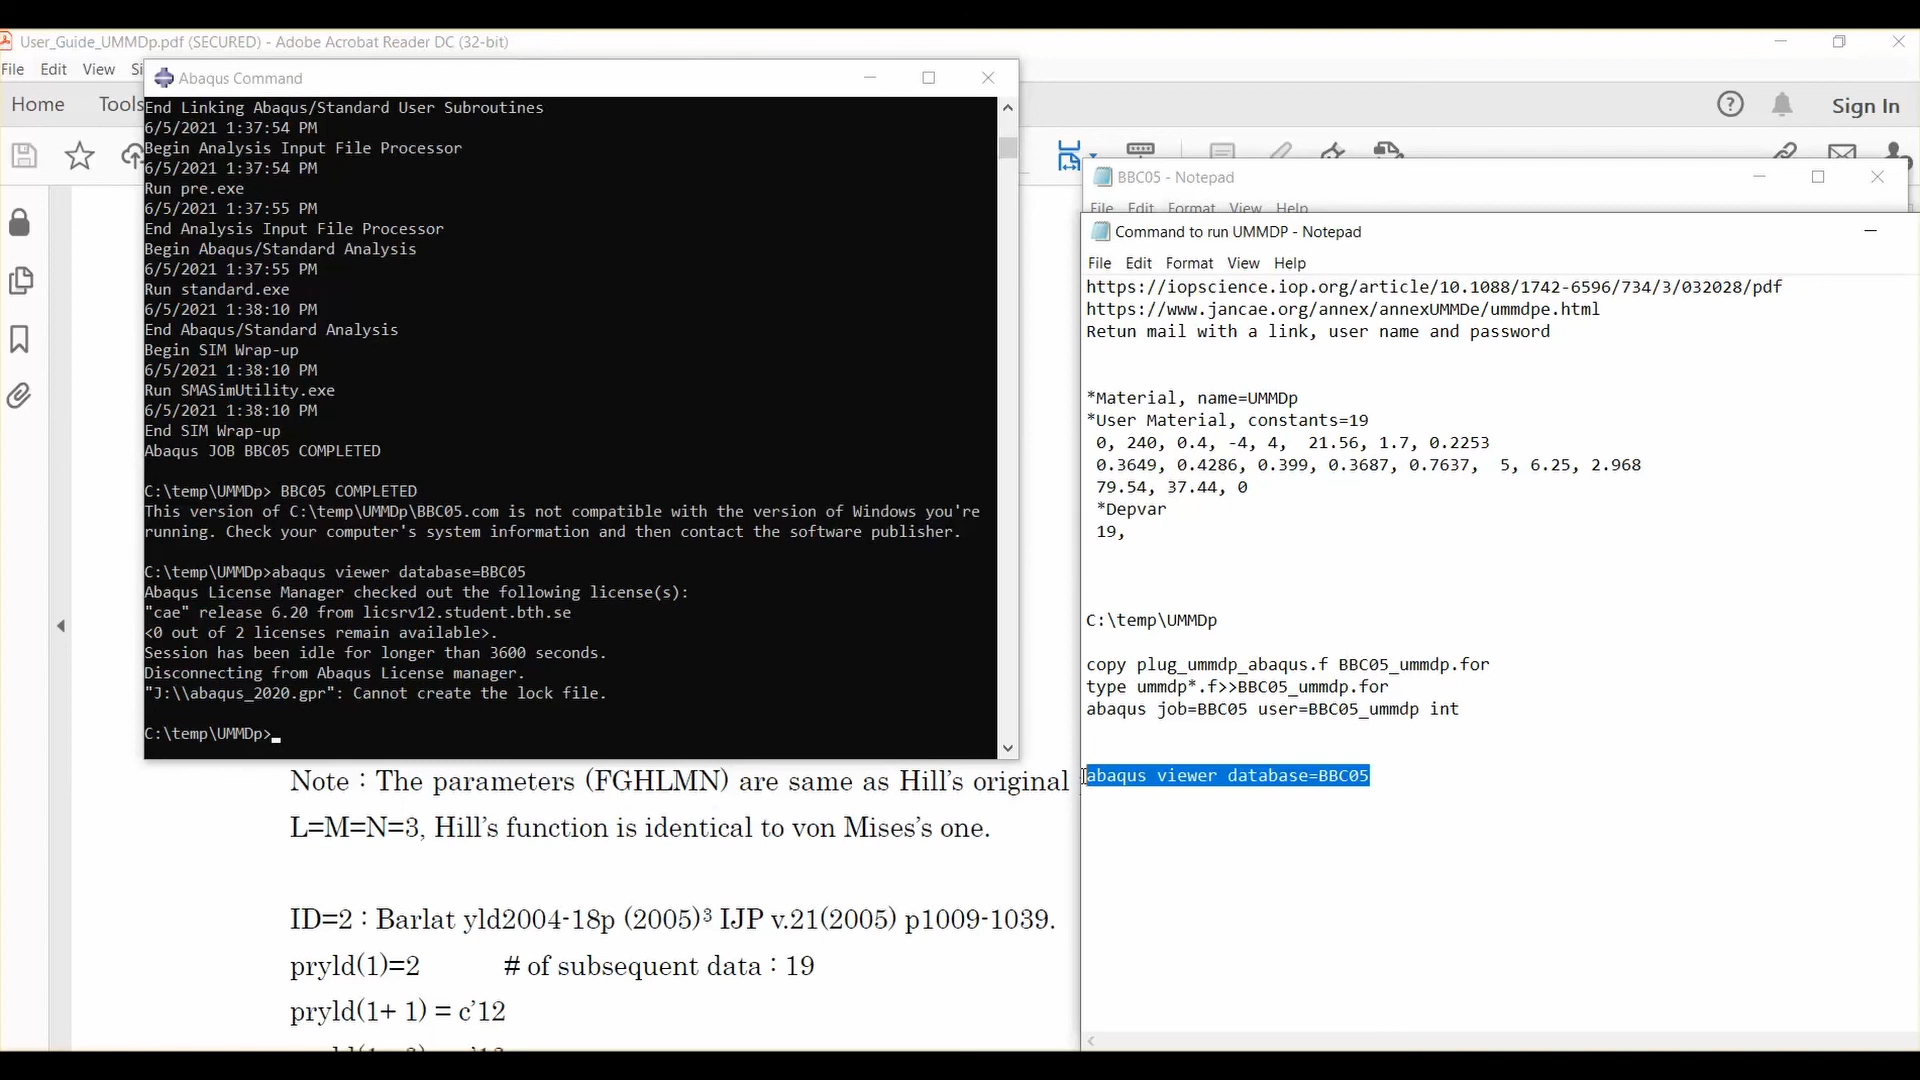 User_Guide_UMMDp.pdf (SECURED) - Adobe Acrobat Reader DC (32-bit)
File Edit View
Home Tools
Sign In
Abaqus Command
End Linking Abaqus/Standard User Subroutines
6/5/2021 1:37:54 PM
Begin Analysis Input File Processor
6/5/2021 1:37:54 PM
Run pre.exe
6/5/2021 1:37:55 PM
End Analysis Input File Processor
Begin Abaqus/Standard Analysis
6/5/2021 1:37:55 PM
Run standard.exe
6/5/2021 1:38:10 PM
End Abaqus/Standard Analysis
Begin SIM Wrap-up
6/5/2021 1:38:10 PM
Run SMASimUtility.exe
6/5/2021 1:38:10 PM
End SIM Wrap-up
Abaqus JOB BBC05 COMPLETED
C:\temp\UMMDp> BBC05 COMPLETED
This version of C:\temp\UMMDp\BBC05.com is not compatible with the version of Windows you're
running. Check your computer's system information and then contact the software publisher.
C:\temp\UMMDp>abaqus viewer database=BBC05
Abaqus License Manager checked out the following license(s):
"cae" release 6.20 from licsrv12.student.bth.se
<0 out of 2 licenses remain available>.
Session has been idle for longer than 3600 seconds.
Disconnecting from Abaqus License manager.
"J:\\abaqus_2020.gpr": Cannot create the lock file.
C:\temp\UMMDp>
BBC05 - Notepad
File Edit Format View Help
Command to run UMMDP - Notepad
File Edit Format View Help
https://iopscience.iop.org/article/10.1088/1742-6596/734/3/032028/pdf
https://www.jancae.org/annex/annexUMMDe/ummdpe.html
Retun mail with a link, user name and password
*Material, name=UMMDp
*User Material, constants=19
0, 240, 0.4, -4, 4, 21.56, 1.7, 0.2253
0.3649, 0.4286, 0.399, 0.3687, 0.7637, 5, 6.25, 2.968
79.54, 37.44, 0
*Depvar
19,
C:\temp\UMMDp
copy plug_ummdp_abaqus.f BBC05_ummdp.for
type ummdp*.f>>BBC05_ummdp.for
abaqus job=BBC05 user=BBC05_ummdp int
abaqus viewer database=BBC05
Note : The parameters (FGHLMN) are same as Hill's original
L=M=N=3, Hill's function is identical to von Mises's one.
ID=2 : Barlat yld2004-18p (2005)³ IJP v.21(2005) p1009-1039.
pryld(1)=2 # of subsequent data : 19
pryld(1+ 1) = c'12